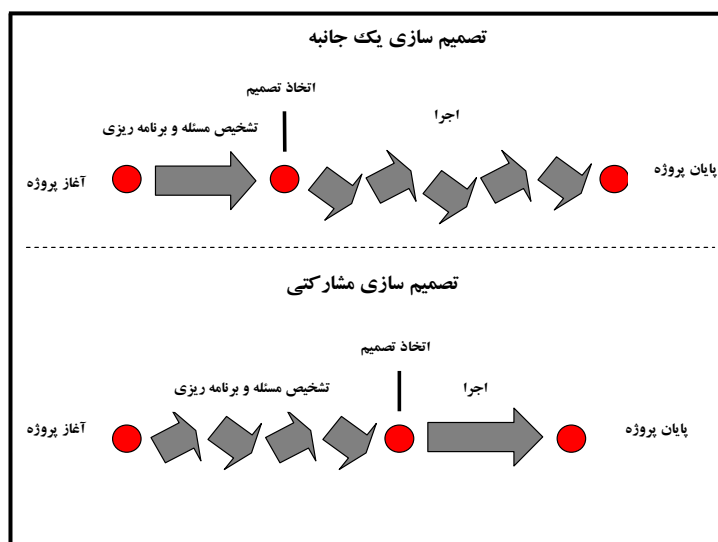 تصمیم سازی یک جانبه
اتخاذ تصمیم
اجرا
تشخیص مسئله و برنامه ریزی
پایان پروژه
آغاز پروژه
تصمیم سازی مشارکتی
اتخاذ تصمیم
اجرا
تشخیص مسئله و برنامه ریزی
پایان پروژه
آغاز پروژه